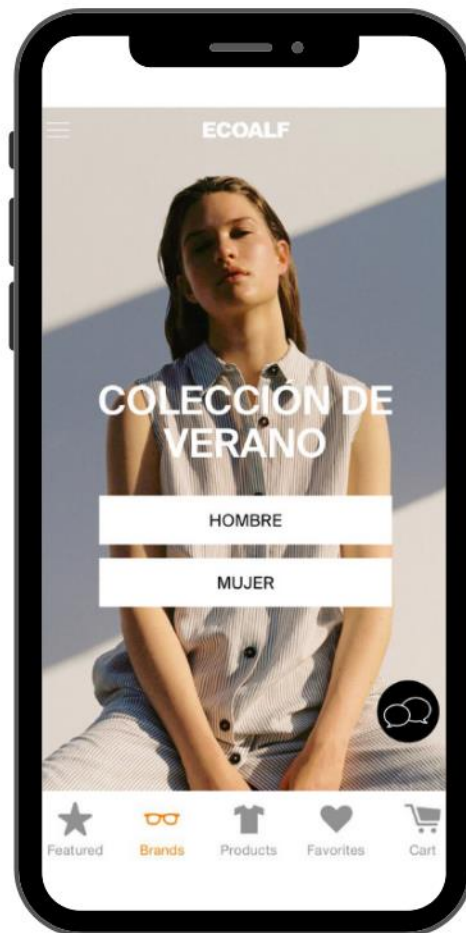 ECOALF
COLECCIÓN DE
VERANO
HOMBRE
MUJER
Featured
Brands
Products
Favorites
Cart